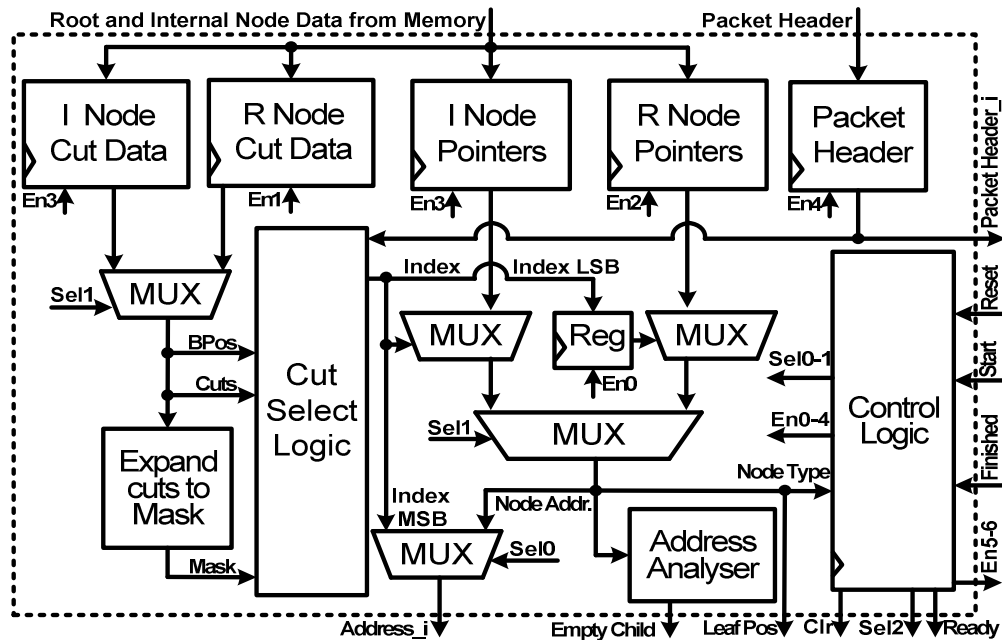 Root and Internal Node Data from Memory
Packet Header
I Node
Cut Data
R Node
Cut Data
I Node
Pointers
R Node
Pointers
Packet
Header
Packet Header_i
En3
En1
En3
En2
En4
Index
Index LSB
Reset
Sel1
MUX
MUX
Reg
MUX
BPos
Sel0-1
Start
Cuts
Cut
Select
Logic
En0
Control
Logic
Sel1
MUX
En0-4
Expand
cuts to
Mask
Finished
Node Type
Index
MSB
Node Addr.
MUX
Sel0
Address
Analyser
En5-6
Mask
Address_i
Empty Child
Leaf Pos
Clr
Sel2
Ready